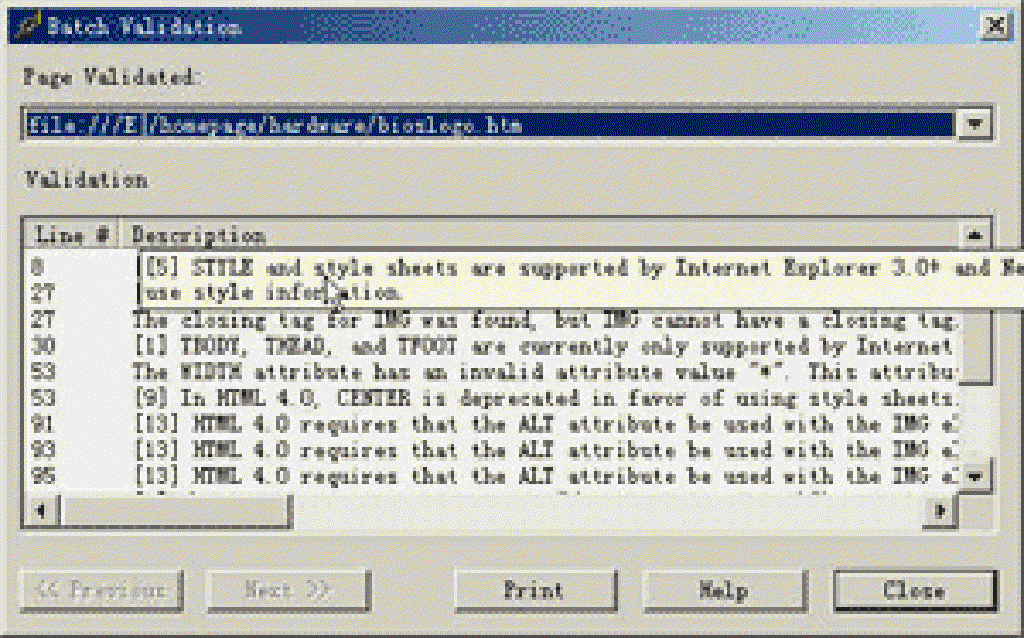 Batch Validation
Page Validated:
file:///E|/homepage/hardware/bioslogo.htm
Validation
Line # Description
8 [5] STYLE and style sheets are supported by Internet Explorer 3.0+ and Ne
27 use style information.
27 The closing tag for IMG was found, but IMG cannot have a closing tag.
30 [1] TBODY, THEAD, and TFOOT are currently only supported by Internet
53 The WIDTH attribute has an invalid attribute value "*". This attribu
53 [9] In HTML 4.0, CENTER is deprecated in favor of using style sheets.
91 [13] HTML 4.0 requires that the ALT attribute be used with the IMG el
93 [13] HTML 4.0 requires that the ALT attribute be used with the IMG el
95 [13] HTML 4.0 requires that the ALT attribute be used with the IMG el
<< Previous Next >> Print Help Close